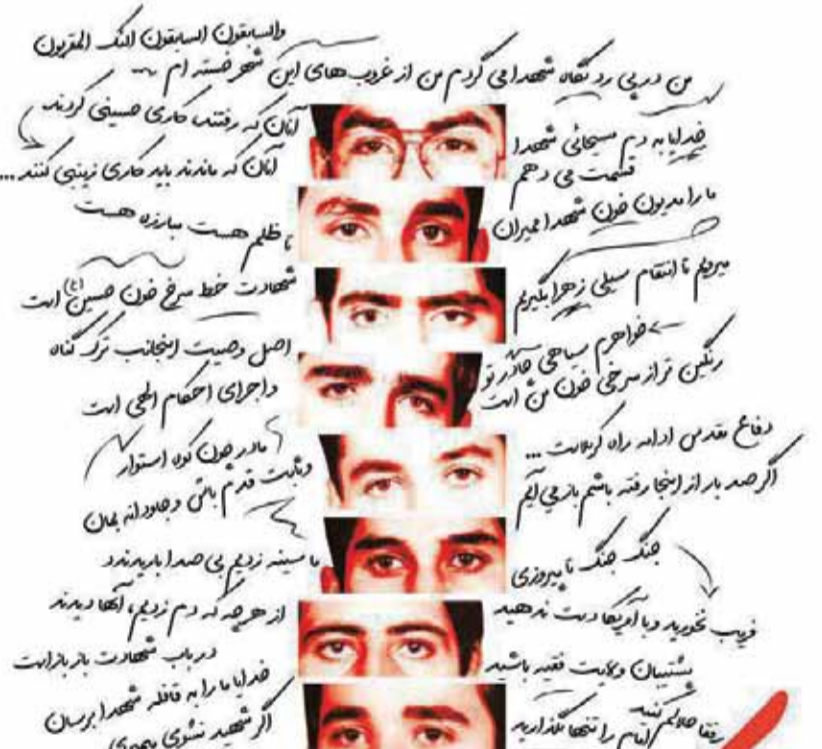 والسابقون السابقون اولئک المقربون
من در پی رد نگاه شهدا می گردم من از غروب های این شهر خسته ام
خدایا به دم مسیحائی شهدا
قسمت می دهم
ما را مدیون خون شهدا نمیران
میرویم تا انتقام سیلی زهرا بگیریم
خواهرم سیاهی چادر تو
رنگین تر از سرخی خون من است
دفاع مقدس ادامه راه کربلاست ...
اگر صد بار از اینجا رفته باشم باز می آیم
جنگ جنگ تا پیروزی
فریب نخورید و با آمریکا دست ندهید
پشتیبان ولایت فقیه باشید
رفقا حلالم کنید
امام را تنها نگذارید
آنان که رفتند کاری حسینی کردند
آنان که ماندند باید کاری زینبی کنند ...
تا ظلم هست مبارزه هست
شهادت خط سرخ خون حسین (ع) است
اصل وصیت اینجانب ترک گناه
و اجرای احکام الهی است
مادر چون کوه استوار
و ثابت قدم باش و جاودانه بمان
ما سینه زدیم بی صدا باریدند
از هر چه که دم زدیم، آنها دیدند
در باب شهادت باز باز است
خدایا ما را به قافله شهدا برسان
اگر شهید نشوی میمیری